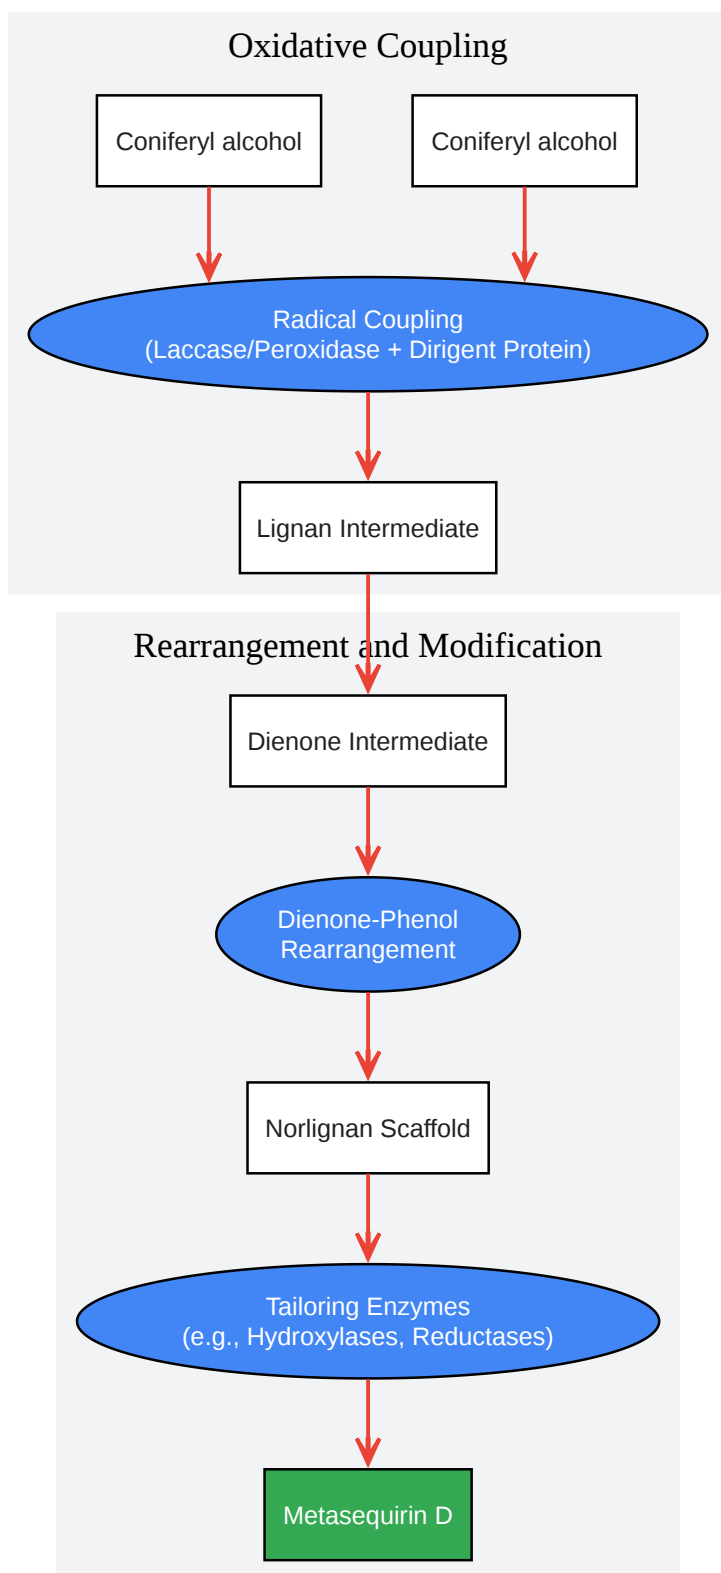 Oxidative Coupling
Coniferyl alcohol
Coniferyl alcohol
Radical Coupling
(Laccase/Peroxidase + Dirigent Protein)
Lignan Intermediate
Rearrangement and Modification
Dienone Intermediate
Dienone-Phenol
Rearrangement
Norlignan Scaffold
Tailoring Enzymes
(e.g., Hydroxylases, Reductases)
Metasequirin D